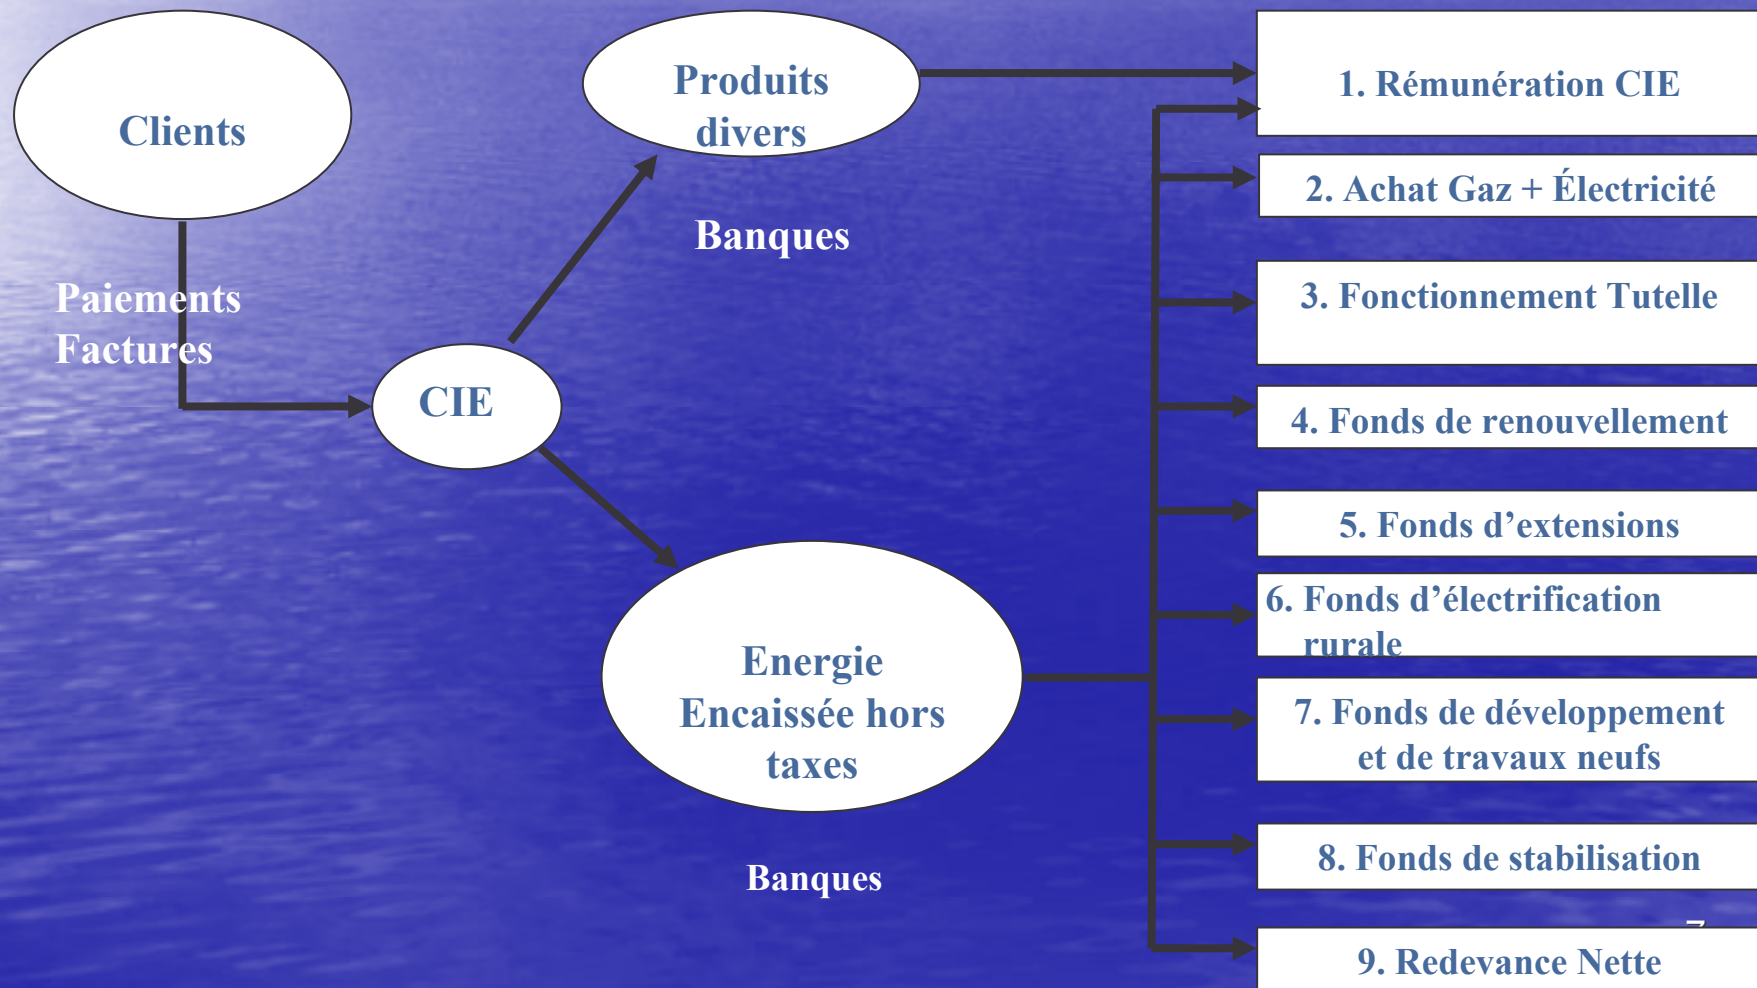 Clients
Paiements
Factures
CIE
Produits
divers
Banques
Energie
Encaissée hors
taxes
Banques
1. Rémunération CIE
2. Achat Gaz + Électricité
3. Fonctionnement Tutelle
4. Fonds de renouvellement
5. Fonds d’extensions
6. Fonds d’électrification
rurale
7. Fonds de développement
et de travaux neufs
8. Fonds de stabilisation
9. Redevance Nette